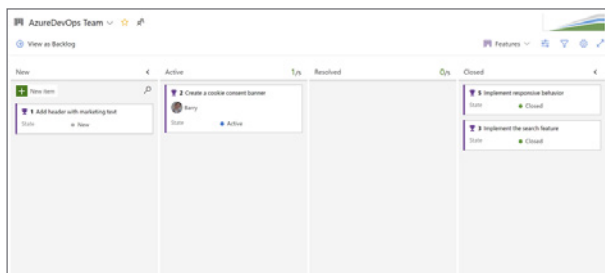 AzureDevOps Team
View as Backlog
Features
New
Active
1/5
Resolved
0/5
Closed
New item
1 Add header with marketing text
State
New
2 Create a cookie consent banner
Barry
State
Active
5 Implement responsive behavior
State
Closed
3 Implement the search feature
State
Closed